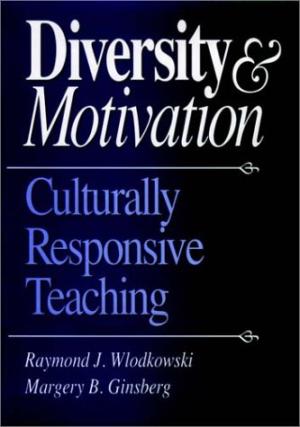 Diversity &
Motivation
Culturally
Responsive
Teaching
Raymond J. Wlodkowski
Margery B. Ginsberg